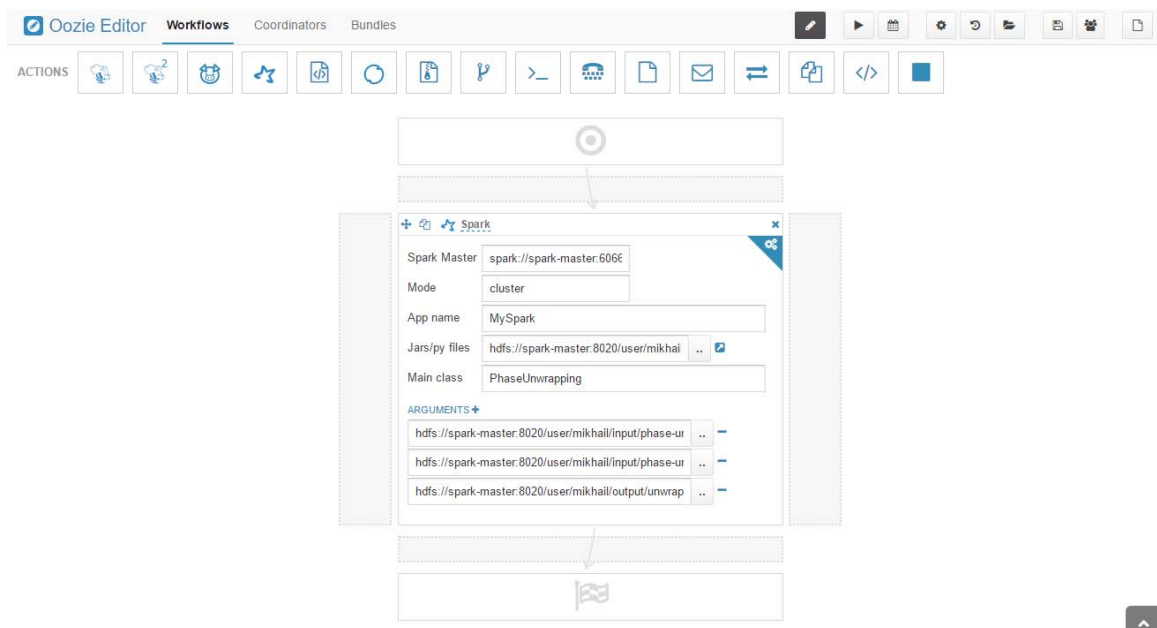 Oozie Editor Workflows Coordinators Bundles
ACTIONS 2 >_ </>
Spark
Spark Master spark://spark-master:6066
Mode cluster
App name MySpark
Jars/py files hdfs://spark-master:8020/user/mikhai ..
Main class PhaseUnwrapping
ARGUMENTS+
hdfs://spark-master:8020/user/mikhail/input/phase-ur ..
hdfs://spark-master:8020/user/mikhail/input/phase-ur ..
hdfs://spark-master:8020/user/mikhail/output/unwrap ..